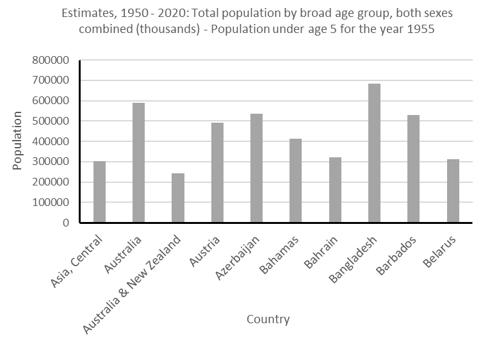 Estimates, 1950 - 2020: Total population by broad age group, both sexes
combined (thousands) - Population under age 5 for the year 1955
800000
700000
600000
500000
400000
300000
200000
100000
0
Population
Asia, Central
Australia
Australia & New Zealand
Austria
Azerbaijan
Bahamas
Bahrain
Bangladesh
Barbados
Belarus
Country